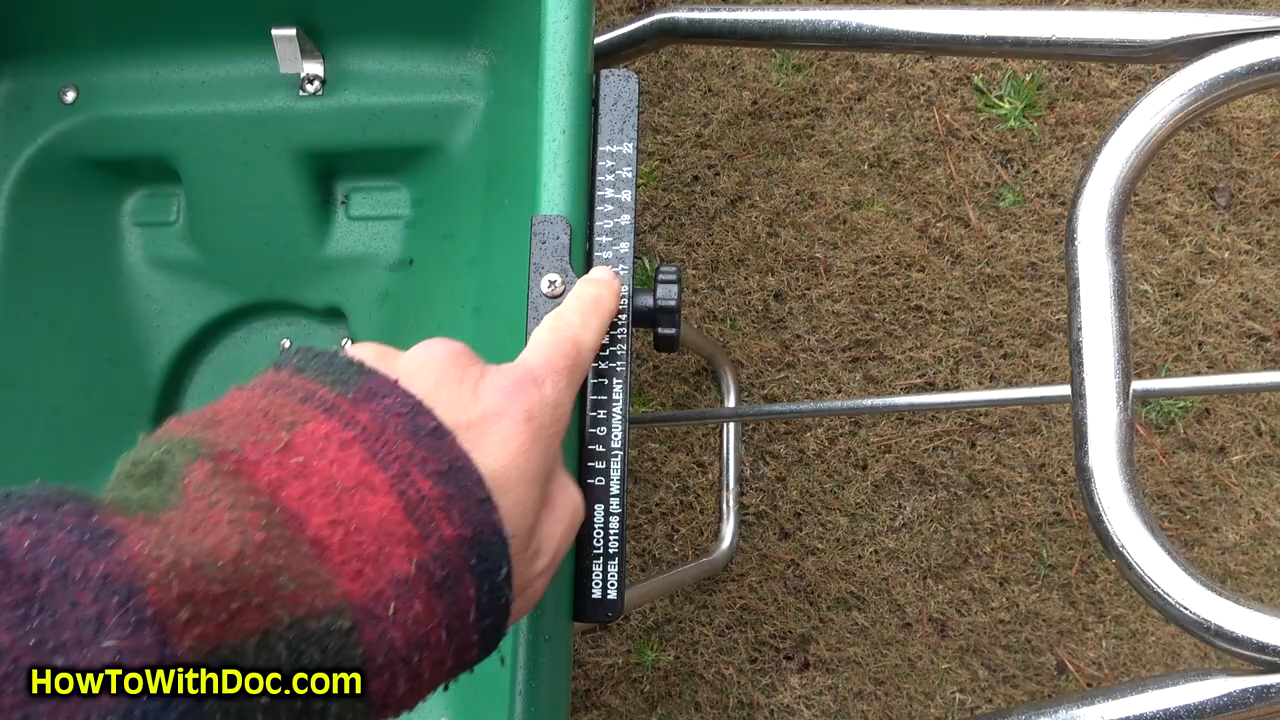 MODEL LCO1000 D E F G H I J K L M S T U V W X Y Z
MODEL 101186 (HI WHEEL) EQUIVALENT 11 12 13 14 15 16 17 18 19 20 21 22
HowToWithDoc.com